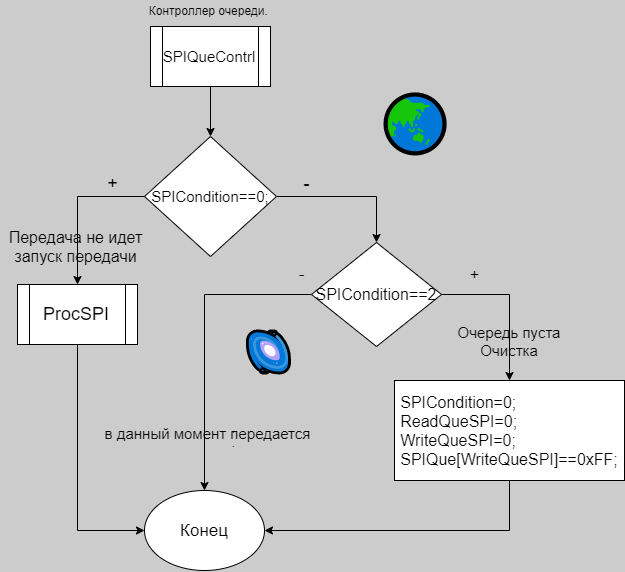 Контроллер очереди.
SPIQueContrl
SPICondition==0;
+
-
Передача не идет
запуск передачи
ProcSPI
SPICondition==2
-
+
Очередь пуста
Очистка
SPICondition=0;
ReadQueSPI=0;
WriteQueSPI=0;
SPIQue[WriteQueSPI]==0xFF;
в данный момент передается
Конец